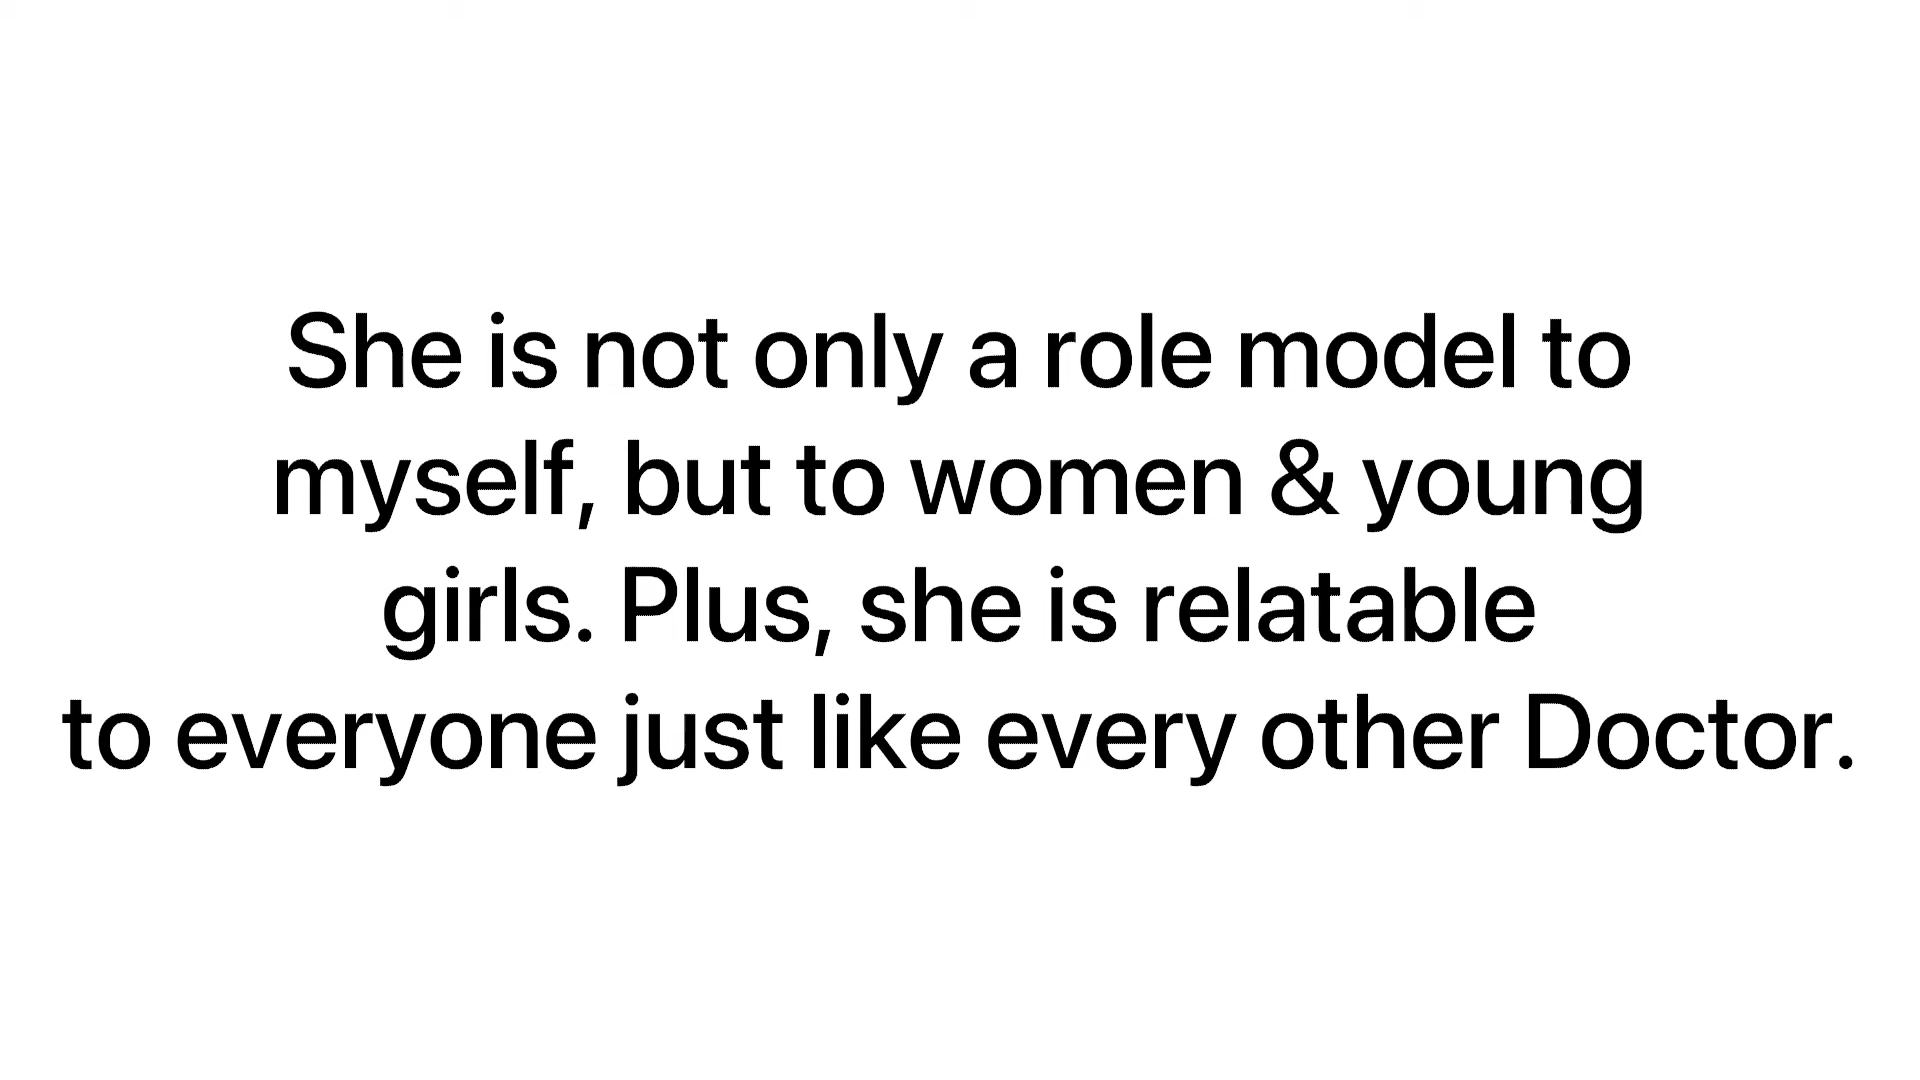 She is not only a role model to
myself, but to women & young
girls. Plus, she is relatable
to everyone just like every other Doctor.